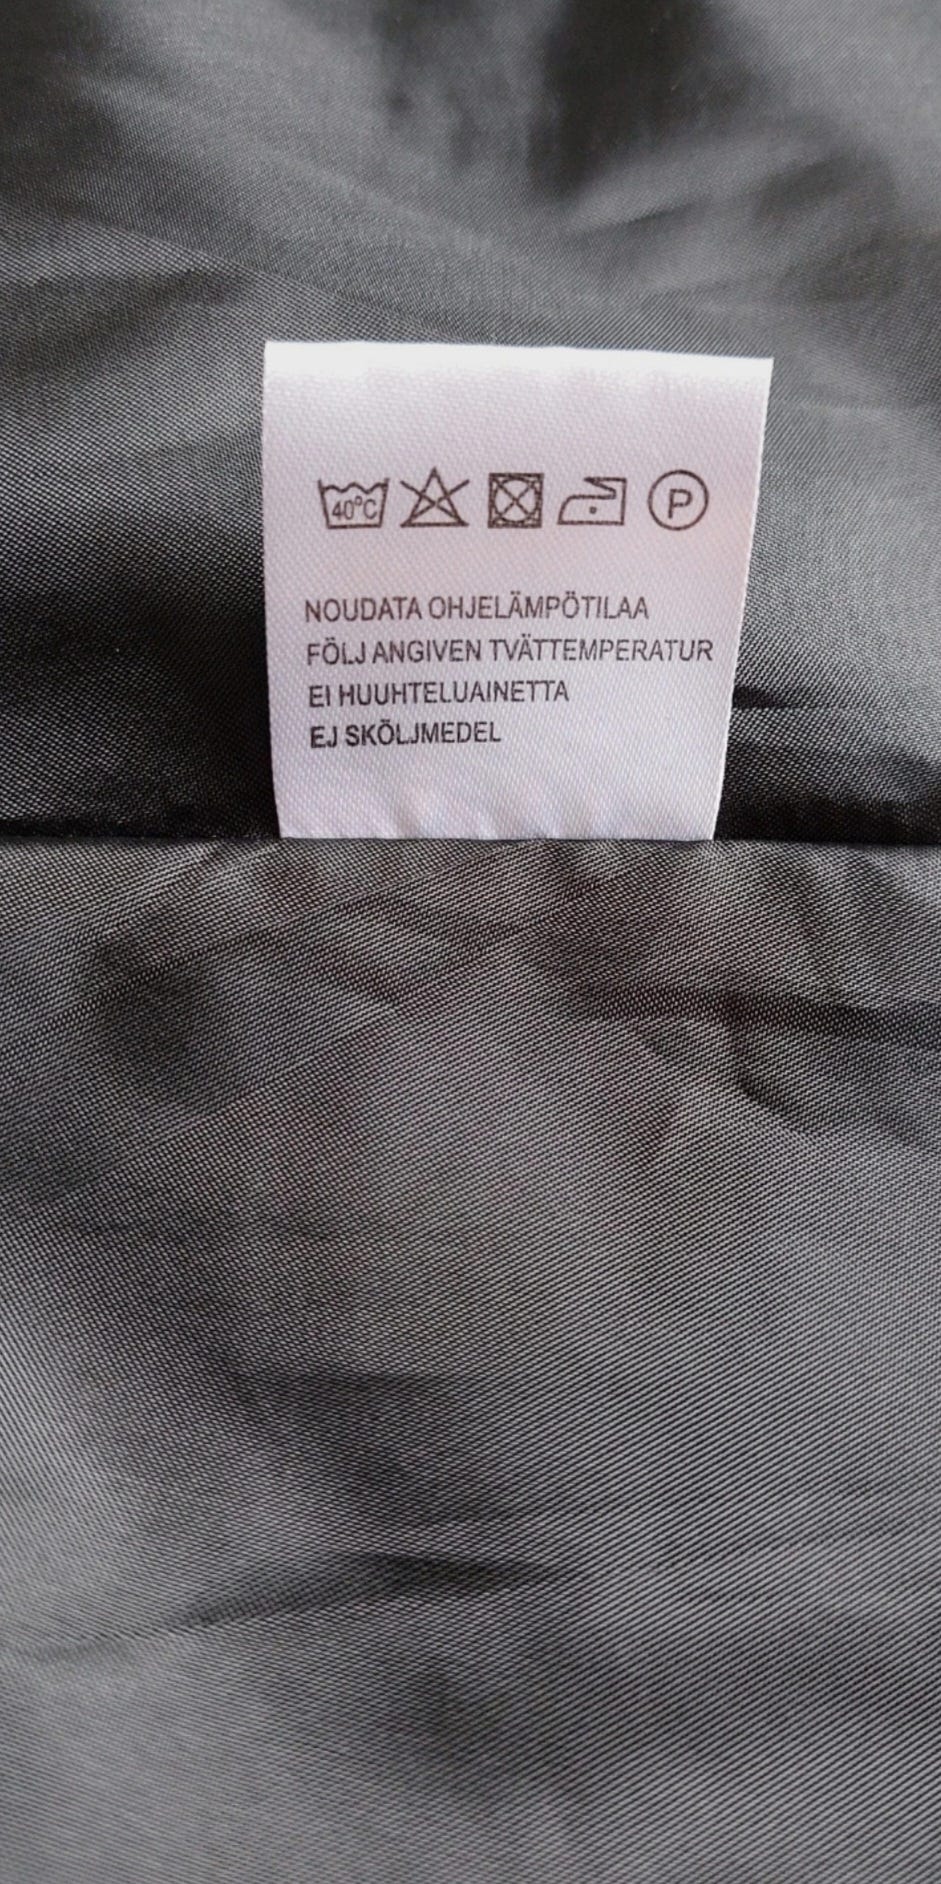 40°C P
NOUDATA OHJELÄMPÖTILAA
FÖLJ ANGIVEN TVÄTTEMPERATUR
EI HUUHTELUAINETTA
EJ SKÖLJMEDEL